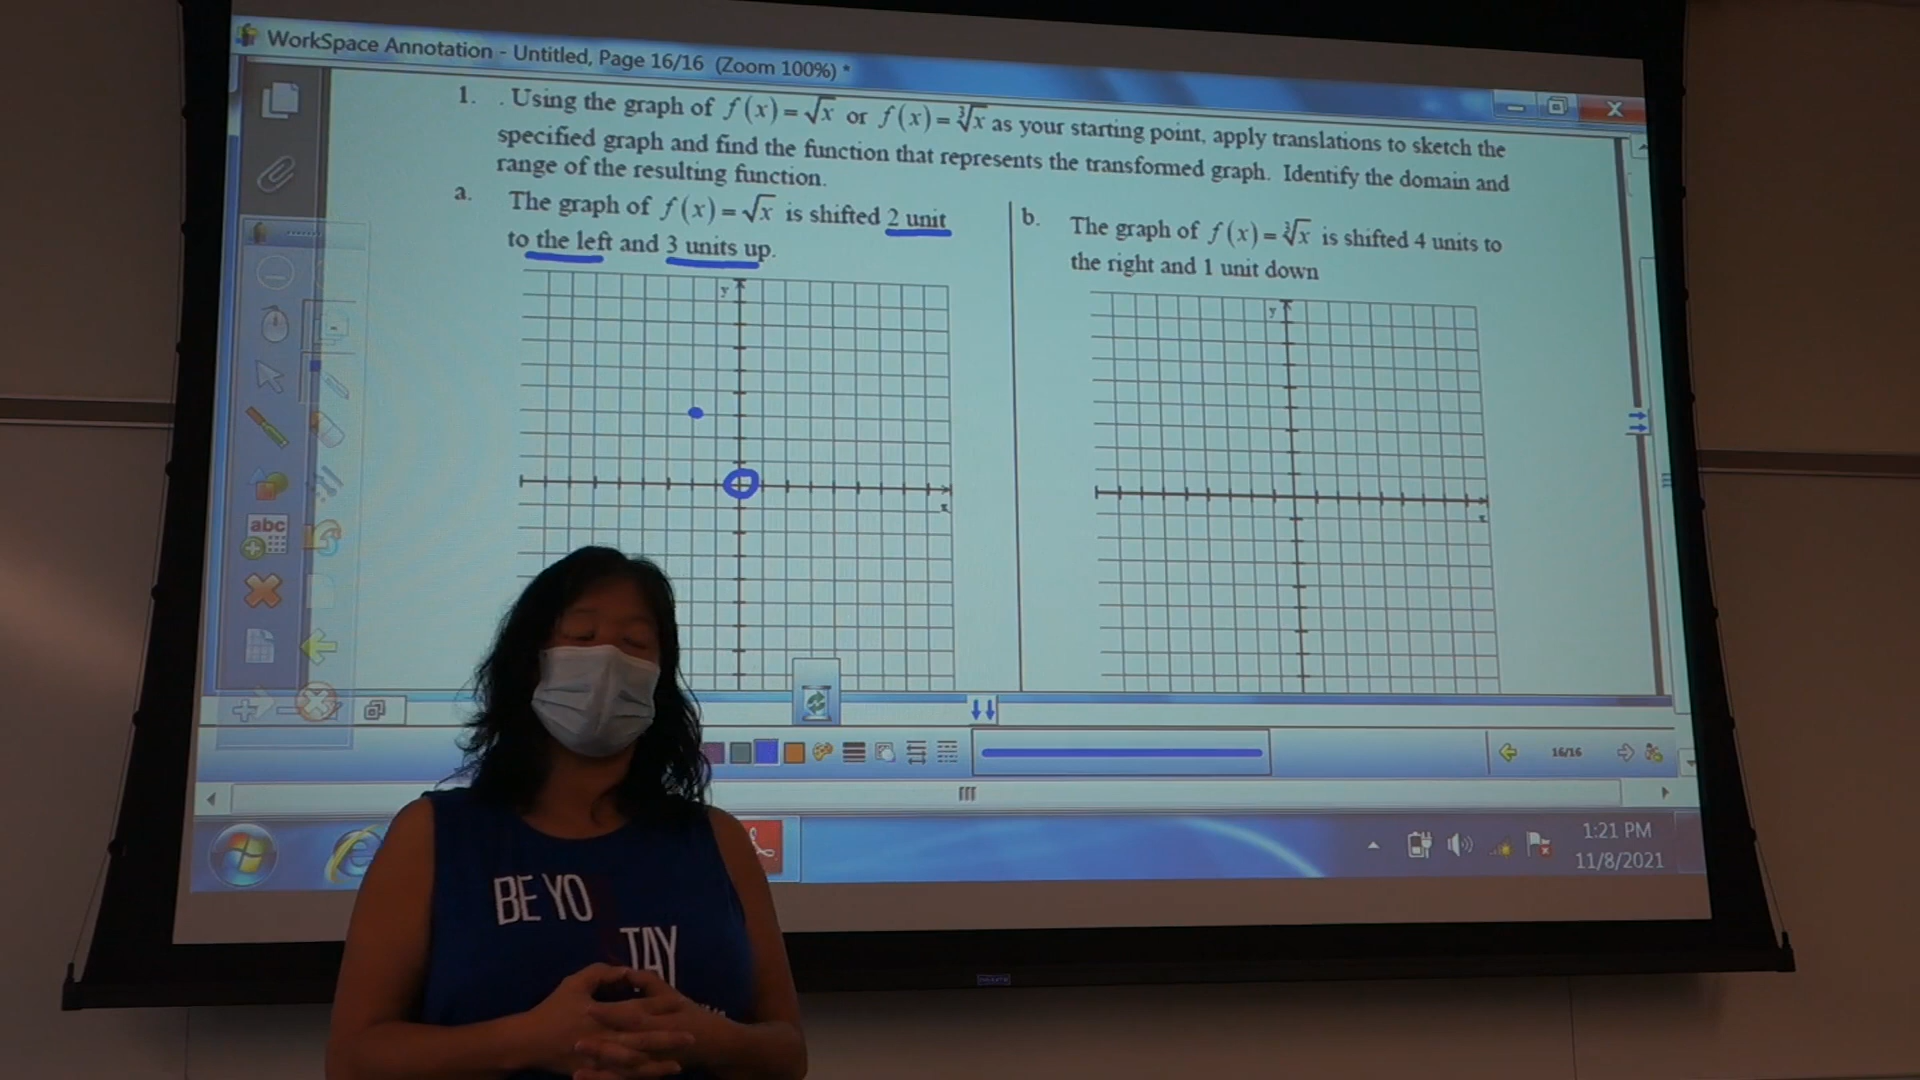 WorkSpace Annotation - Untitled, Page 16/16 (Zoom 100%) *
1. . Using the graph of f(x)=√x or f(x)=∛x as your starting point, apply translations to sketch the
specified graph and find the function that represents the transformed graph. Identify the domain and
range of the resulting function.
a. The graph of f(x)=√x is shifted 2 unit
to the left and 3 units up.
b. The graph of f(x)=∛x is shifted 4 units to
the right and 1 unit down
y
x
y
x
abc
16/16
1:21 PM
11/8/2021
BE YO
TAY